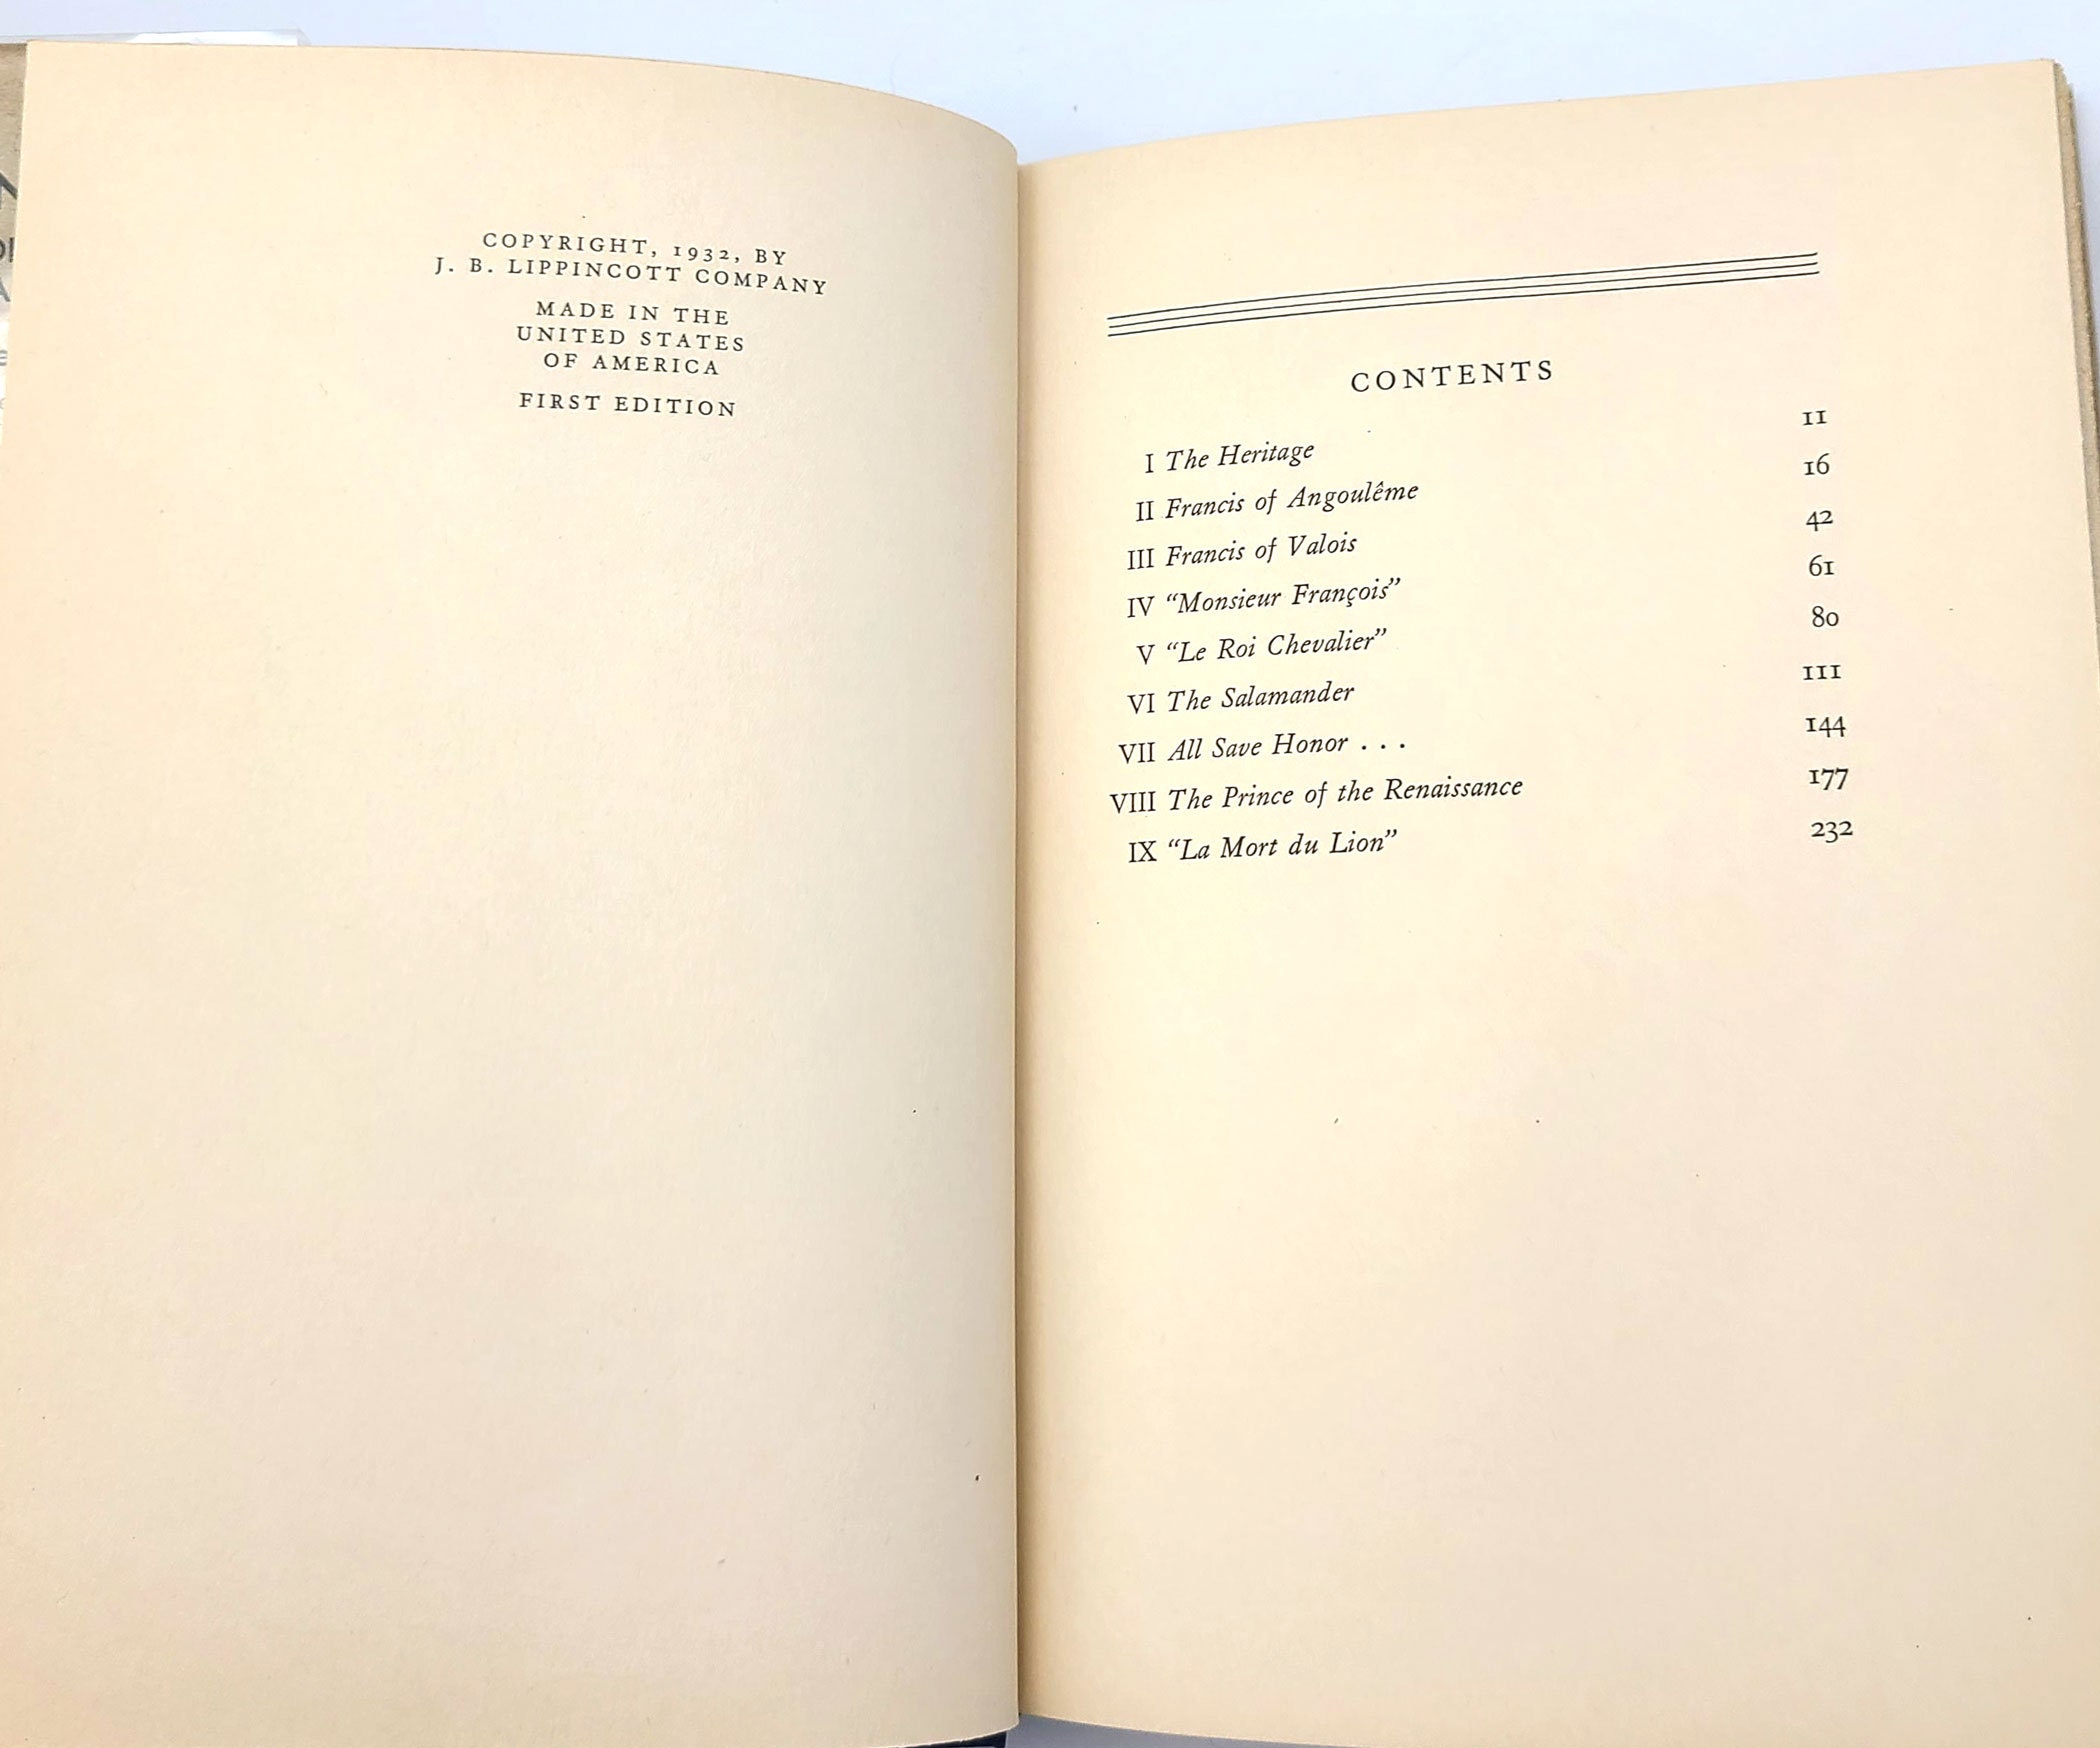 COPYRIGHT, 1932, BY
J. B. LIPPINCOTT COMPANY
MADE IN THE
UNITED STATES
OF AMERICA
FIRST EDITION
CONTENTS
I The Heritage 11
II Francis of Angoulême 16
III Francis of Valois 42
IV “Monsieur François” 61
V “Le Roi Chevalier” 80
VI The Salamander 111
VII All Save Honor . . . 144
VIII The Prince of the Renaissance 177
IX “La Mort du Lion” 232